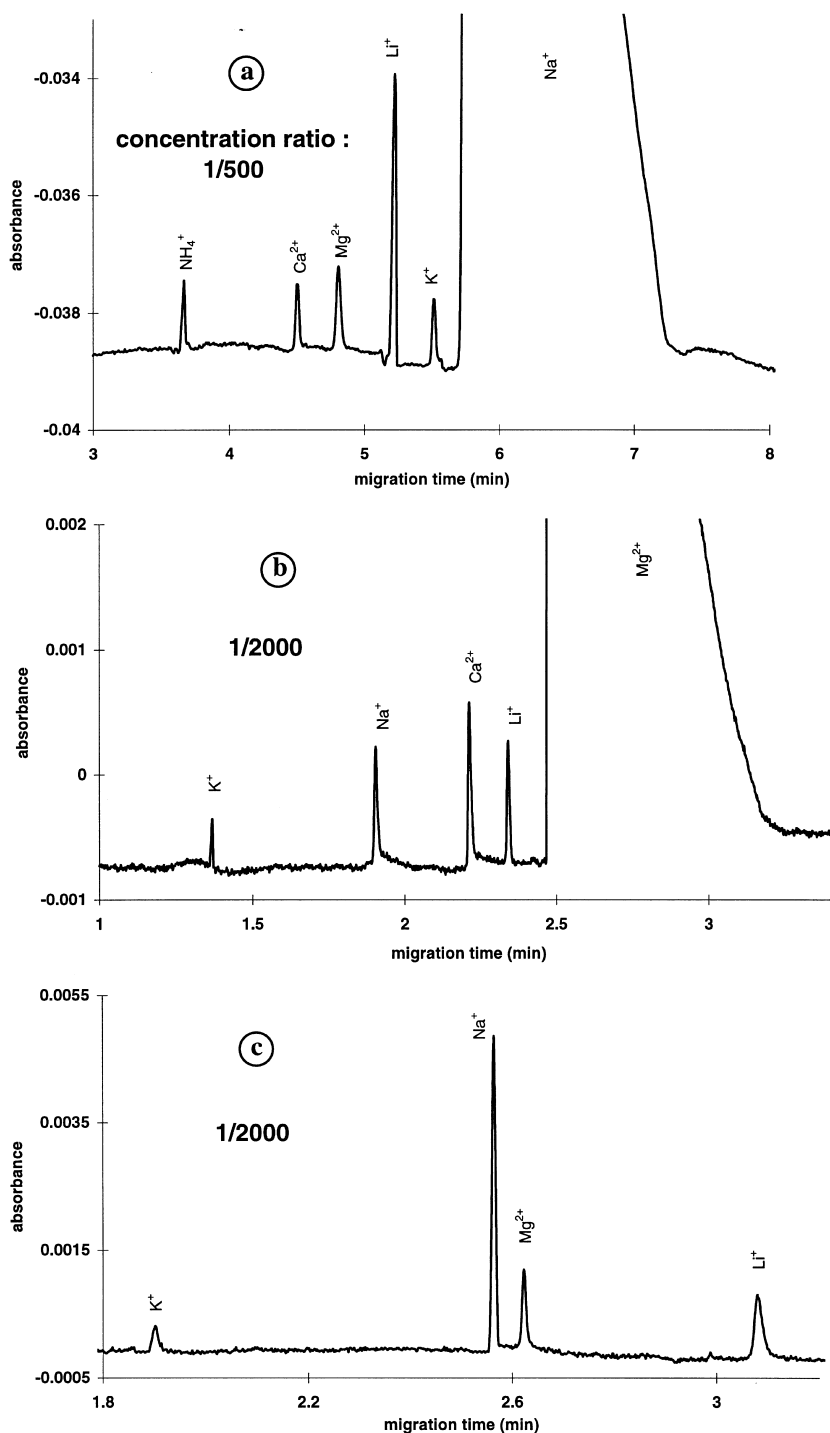 a
concentration ratio :
1/500
absorbance
-0.034
-0.036
-0.038
-0.04
NH₄⁺
Ca²⁺
Mg²⁺
Li⁺
K⁺
Na⁺
3 4 5 6 7 8
migration time (min)
b
1/2000
absorbance
0.002
0.001
0
-0.001
K⁺
Na⁺
Ca²⁺
Li⁺
Mg²⁺
1 1.5 2 2.5 3
migration time (min)
c
1/2000
absorbance
0.0055
0.0035
0.0015
-0.0005
K⁺
Na⁺
Mg²⁺
Li⁺
1.8 2.2 2.6 3
migration time (min)